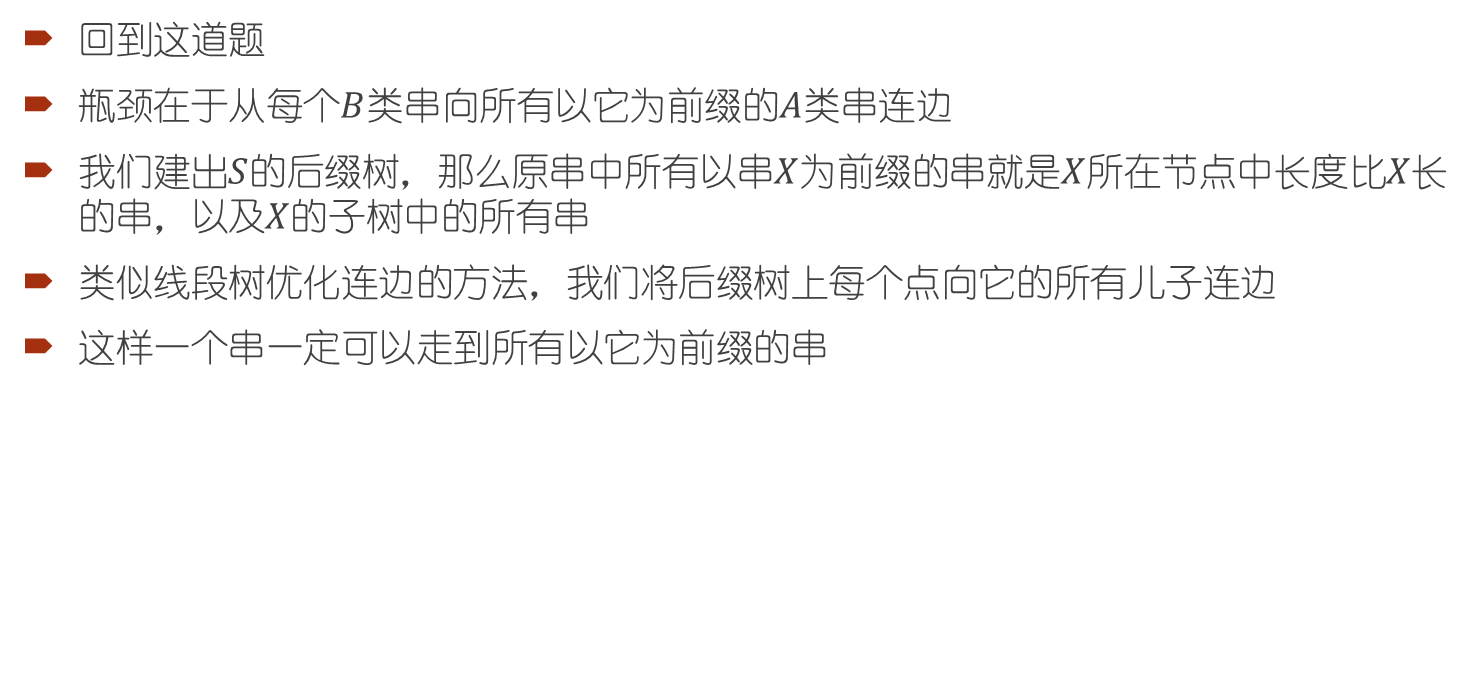 回到这道题
瓶颈在于从每个B类串向所有以它为前缀的A类串连边
我们建出S的后缀树，那么原串中所有以串X为前缀的串就是X所在节点中长度比X长
的串，以及X的子树中的所有串
类似线段树优化连边的方法，我们将后缀树上每个点向它的所有儿子连边
这样一个串一定可以走到所有以它为前缀的串